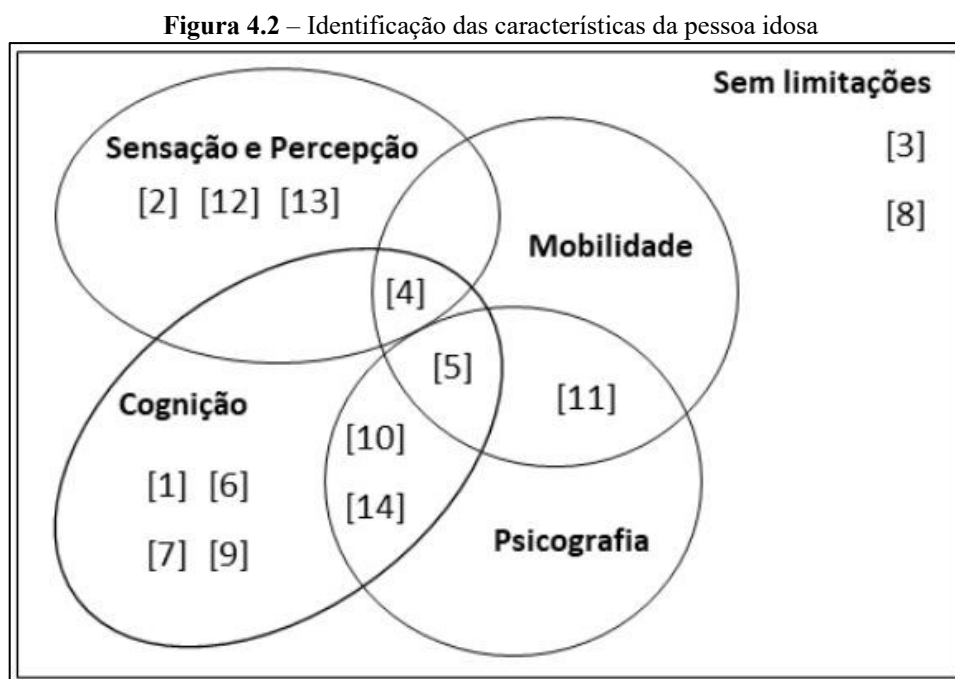 Figura 4.2 – Identificação das características da pessoa idosa
Sem limitações
[3]
[8]
Sensação e Percepção
[2] [12] [13]
Mobilidade
[4]
[5]
[11]
Cognição
[1] [6]
[7] [9]
[10]
[14]
Psicografia